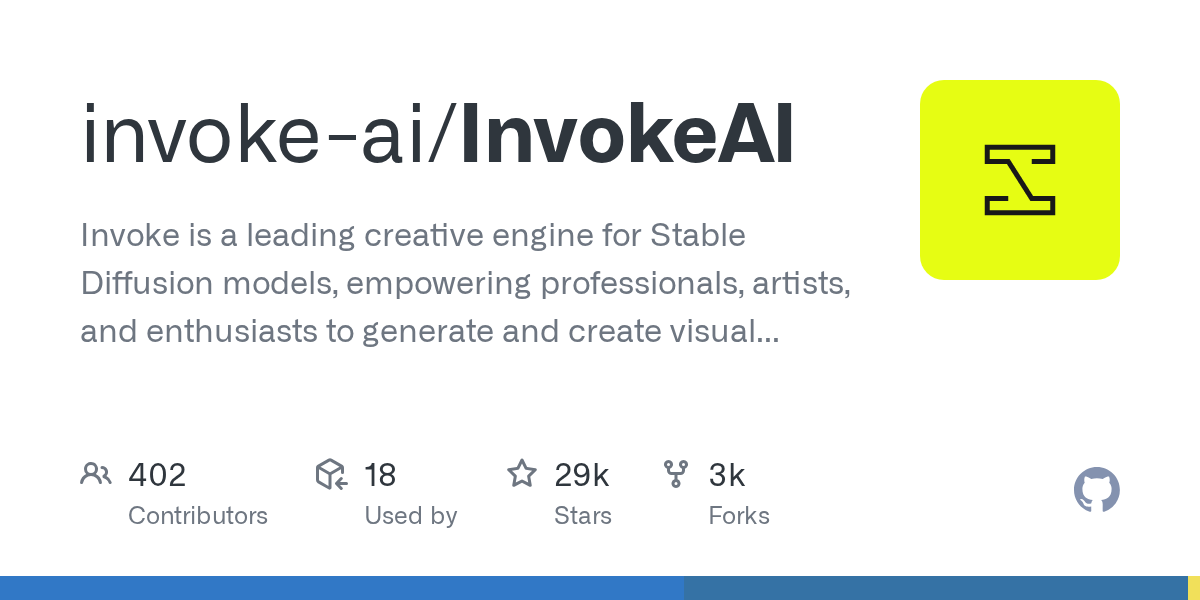 invoke-ai/InvokeAI
Invoke is a leading creative engine for Stable
Diffusion models, empowering professionals, artists,
and enthusiasts to generate and create visual...
402 18 29k 3k
Contributors Used by Stars Forks